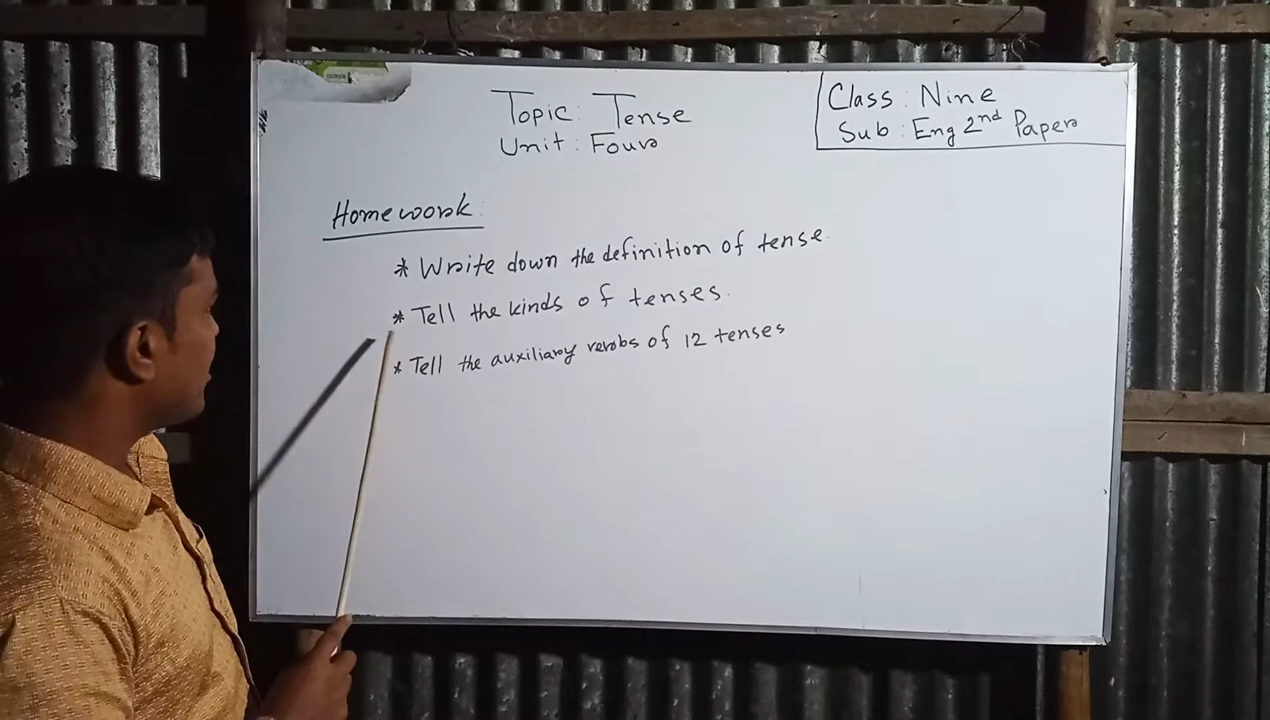 Topic: Tense
Unit: Four
Class: Nine
Sub: Eng 2nd Paper
Homework:
* Write down the definition of tense.
* Tell the kinds of tenses.
* Tell the auxiliary verbs of 12 tenses